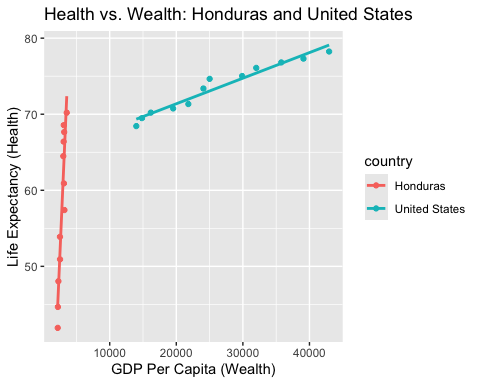 Health vs. Wealth: Honduras and United States
80
70
60
50
Life Expectancy (Health)
10000 20000 30000 40000
GDP Per Capita (Wealth)
country
Honduras
United States